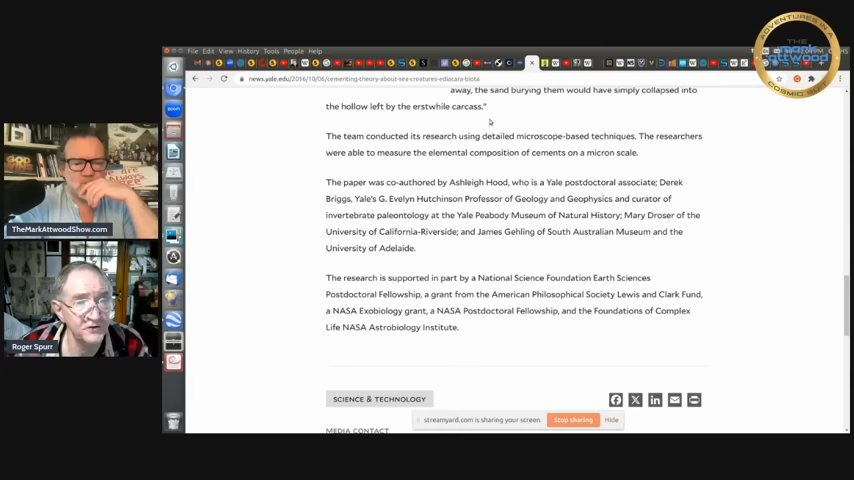 File Edit View History Tools People Help
news.yale.edu/2016/10/06/cementing-theory-about-sea-creatures-ediacara-biota
ADVENTURES IN A
THE
mark
attwood
COSMIC SUIT
away, the sand burying them would have simply collapsed into
the hollow left by the erstwhile carcass."
The team conducted its research using detailed microscope-based techniques. The researchers
were able to measure the elemental composition of cements on a micron scale.
The paper was co-authored by Ashleigh Hood, who is a Yale postdoctoral associate; Derek
Briggs, Yale's G. Evelyn Hutchinson Professor of Geology and Geophysics and curator of
invertebrate paleontology at the Yale Peabody Museum of Natural History; Mary Droser of the
University of California-Riverside; and James Gehling of South Australian Museum and the
University of Adelaide.
TheMarkAttwoodShow.com
The research is supported in part by a National Science Foundation Earth Sciences
Postdoctoral Fellowship, a grant from the American Philosophical Society Lewis and Clark Fund,
a NASA Exobiology grant, a NASA Postdoctoral Fellowship, and the Foundations of Complex
Life NASA Astrobiology Institute.
Roger Spurr
SCIENCE & TECHNOLOGY
streamyard.com is sharing your screen. Stop sharing Hide
MEDIA CONTACT